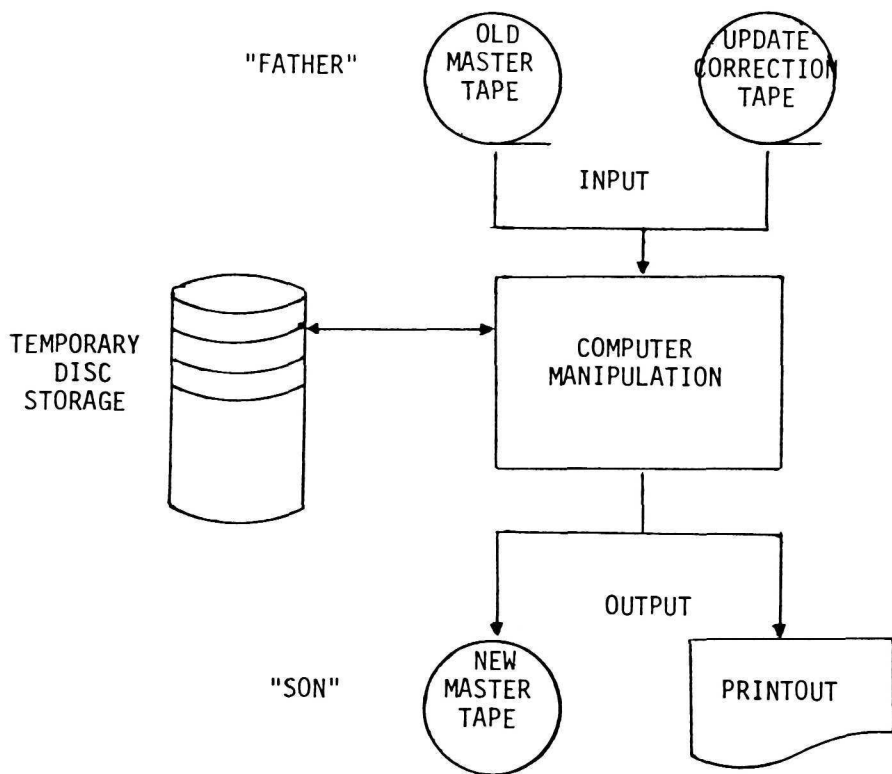 "FATHER"
OLD
MASTER
TAPE
UPDATE
CORRECTION
TAPE
INPUT
TEMPORARY
DISC
STORAGE
COMPUTER
MANIPULATION
OUTPUT
"SON"
NEW
MASTER
TAPE
PRINTOUT